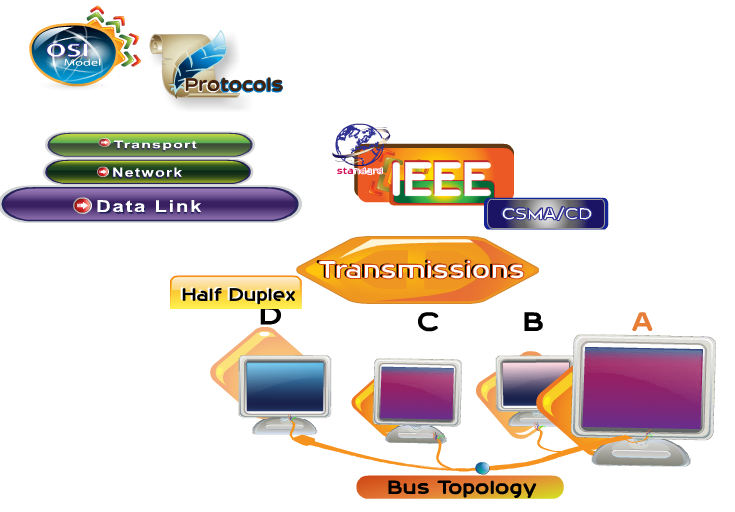 OSI
Model
Protocols
Transport
Network
Data Link
standard
IEEE
CSMA/CD
Transmissions
Half Duplex
D
C
B
A
Bus Topology